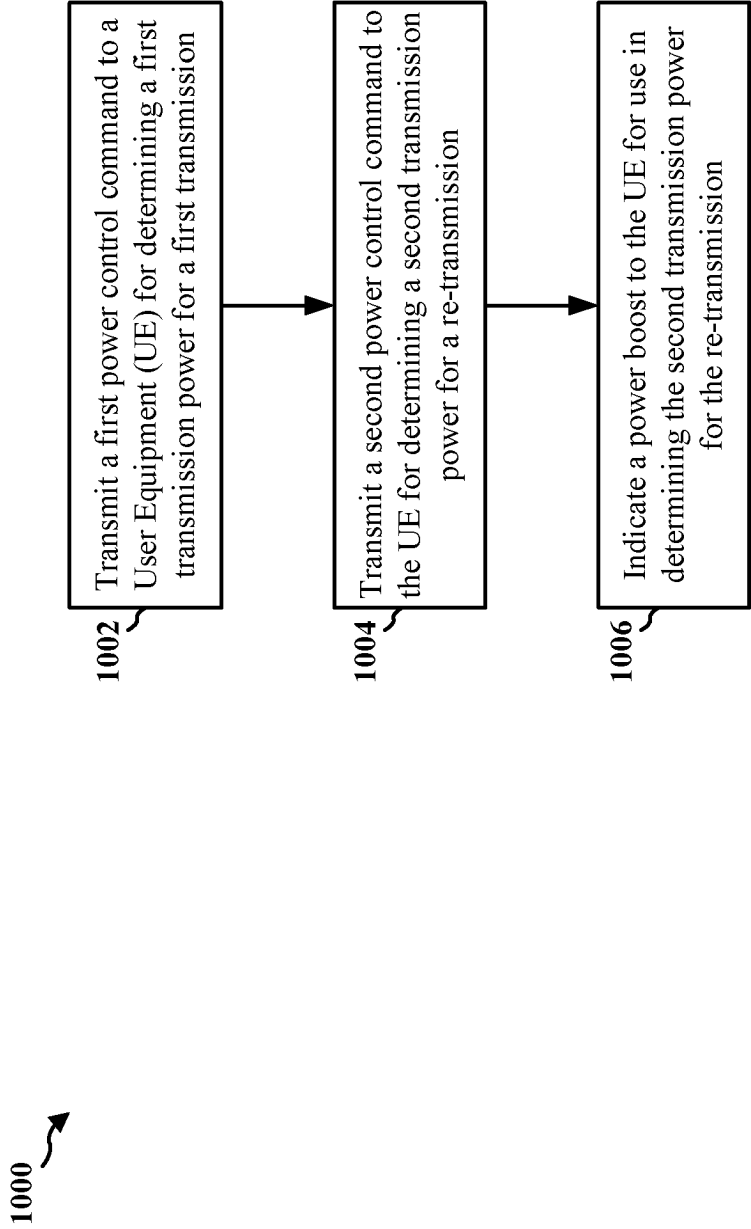 1000
1002
Transmit a first power control command to a
User Equipment (UE) for determining a first
transmission power for a first transmission
1004
Transmit a second power control command to
the UE for determining a second transmission
power for a re-transmission
1006
Indicate a power boost to the UE for use in
determining the second transmission power
for the re-transmission